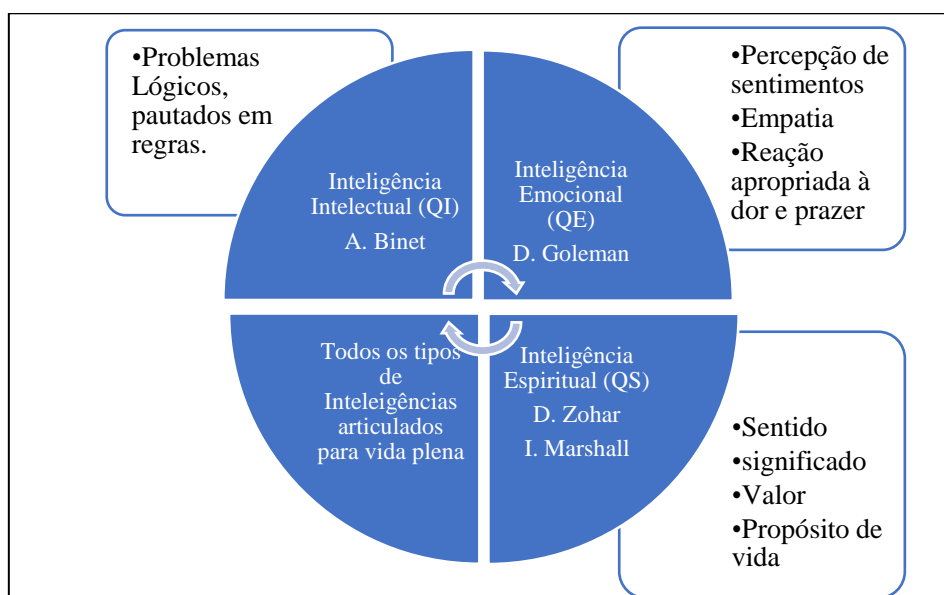 •Problemas
Lógicos,
pautados em
regras.
Inteligência
Intelectual (QI)
A. Binet
•Percepção de
sentimentos
•Empatia
•Reação
apropriada à
dor e prazer
Inteligência
Emocional
(QE)
D. Goleman
Todos os tipos
de
Inteleigências
articulados
para vida plena
Inteligência
Espiritual (QS)
D. Zohar
I. Marshall
•Sentido
•significado
•Valor
•Propósito de
vida